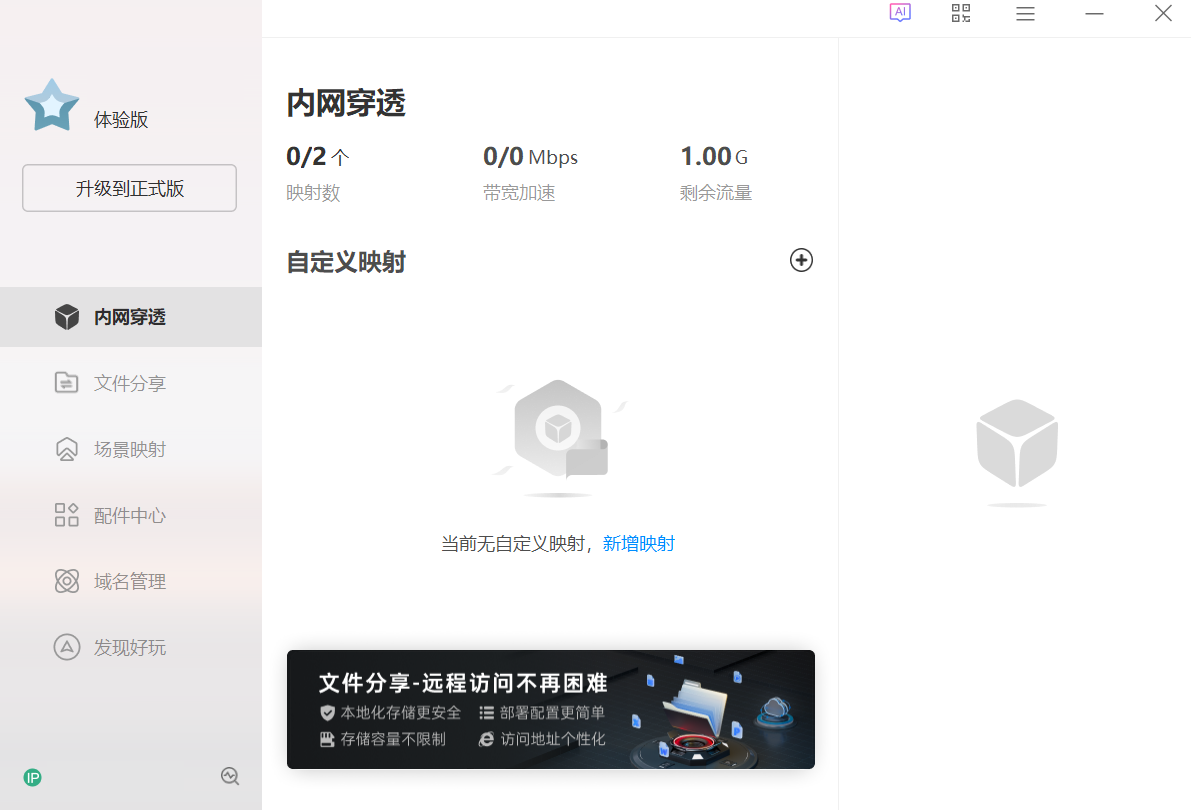 AI
体验版
升级到正式版
内网穿透
文件分享
场景映射
配件中心
域名管理
发现好玩
IP
内网穿透
0/2 个
映射数
0/0 Mbps
带宽加速
1.00 G
剩余流量
自定义映射
当前无自定义映射，新增映射
文件分享-远程访问不再困难
本地化存储更安全 部署配置更简单
存储容量不限制 访问地址个性化